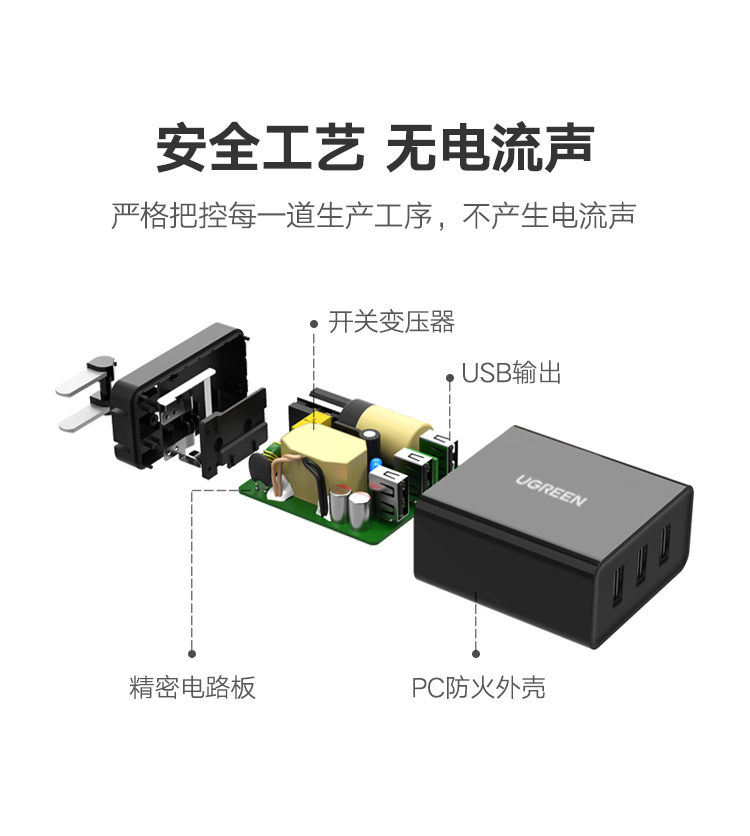 安全工艺 无电流声
严格把控每一道生产工序，不产生电流声
开关变压器
USB输出
UGREEN
精密电路板
PC防火外壳